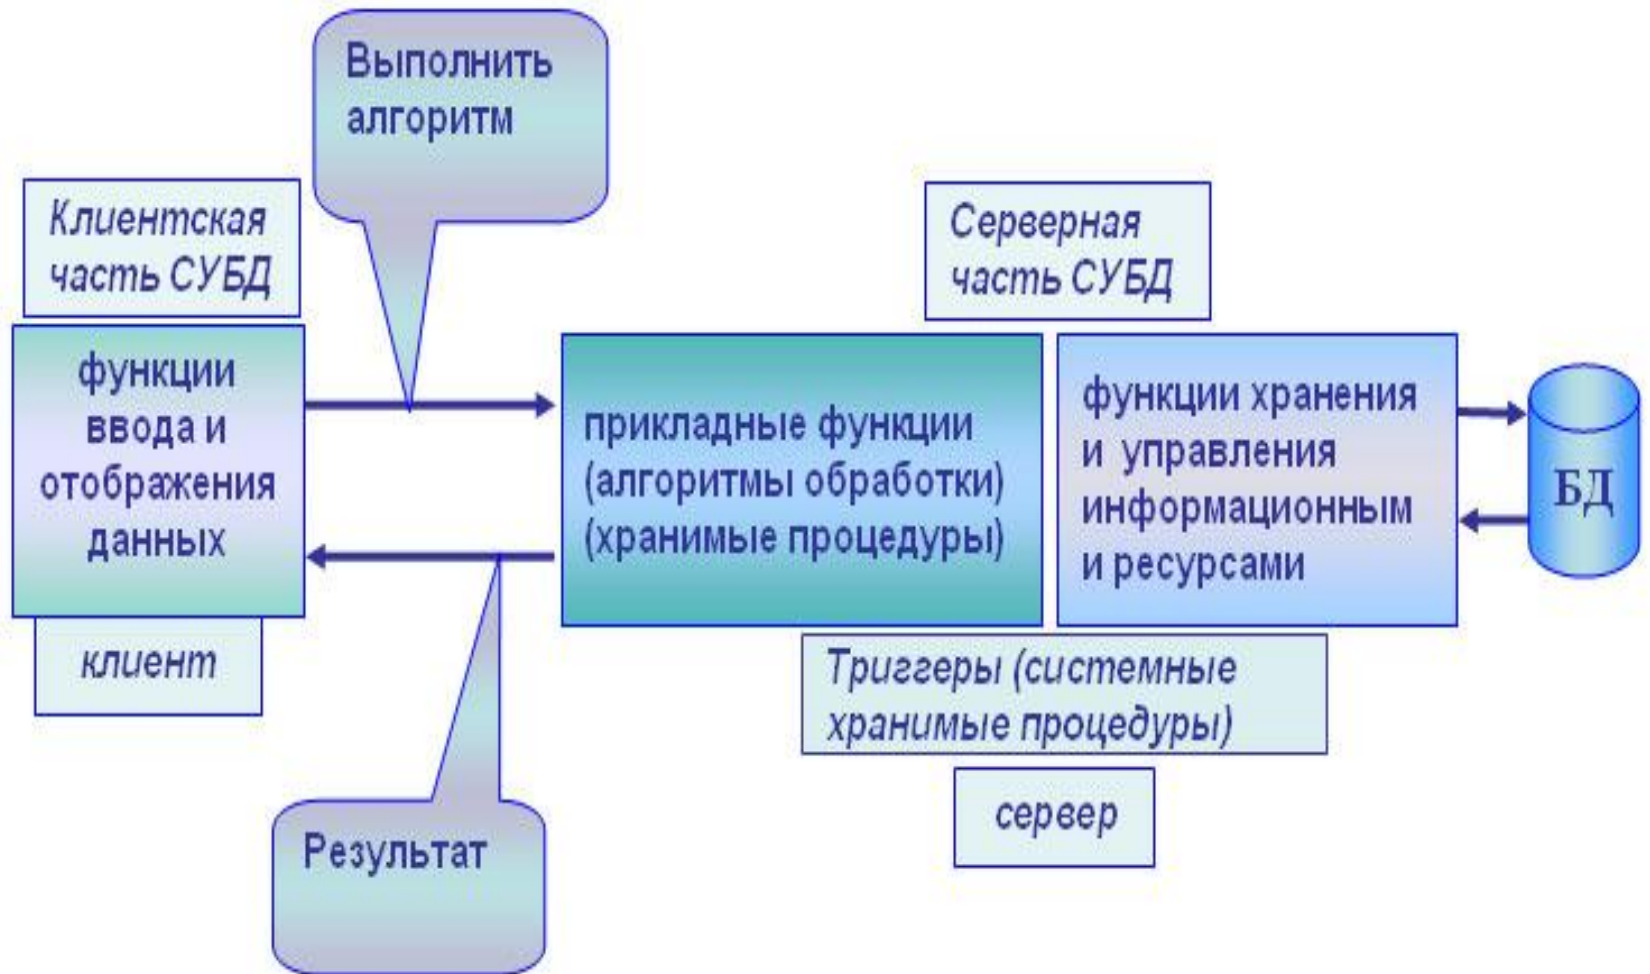 Выполнить
алгоритм
Клиентская
часть СУБД
Серверная
часть СУБД
функции
ввода и
отображения
данных
прикладные функции
(алгоритмы обработки)
(хранимые процедуры)
функции хранения
и управления
информационным
и ресурсами
БД
клиент
Триггеры (системные
хранимые процедуры)
сервер
Результат